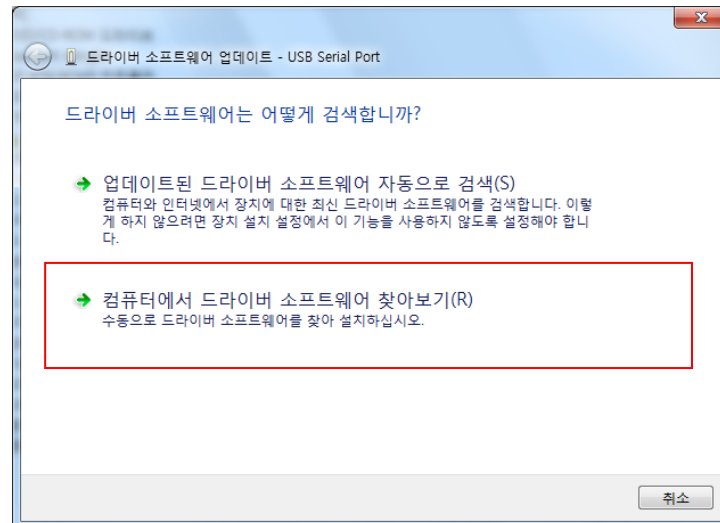 드라이버 소프트웨어 업데이트 - USB Serial Port
드라이버 소프트웨어는 어떻게 검색합니까?
업데이트된 드라이버 소프트웨어 자동으로 검색(S)
컴퓨터와 인터넷에서 장치에 대한 최신 드라이버 소프트웨어를 검색합니다. 이렇
게 하지 않으려면 장치 설치 설정에서 이 기능을 사용하지 않도록 설정해야 합니
다.
컴퓨터에서 드라이버 소프트웨어 찾아보기(R)
수동으로 드라이버 소프트웨어를 찾아 설치하십시오.
취소